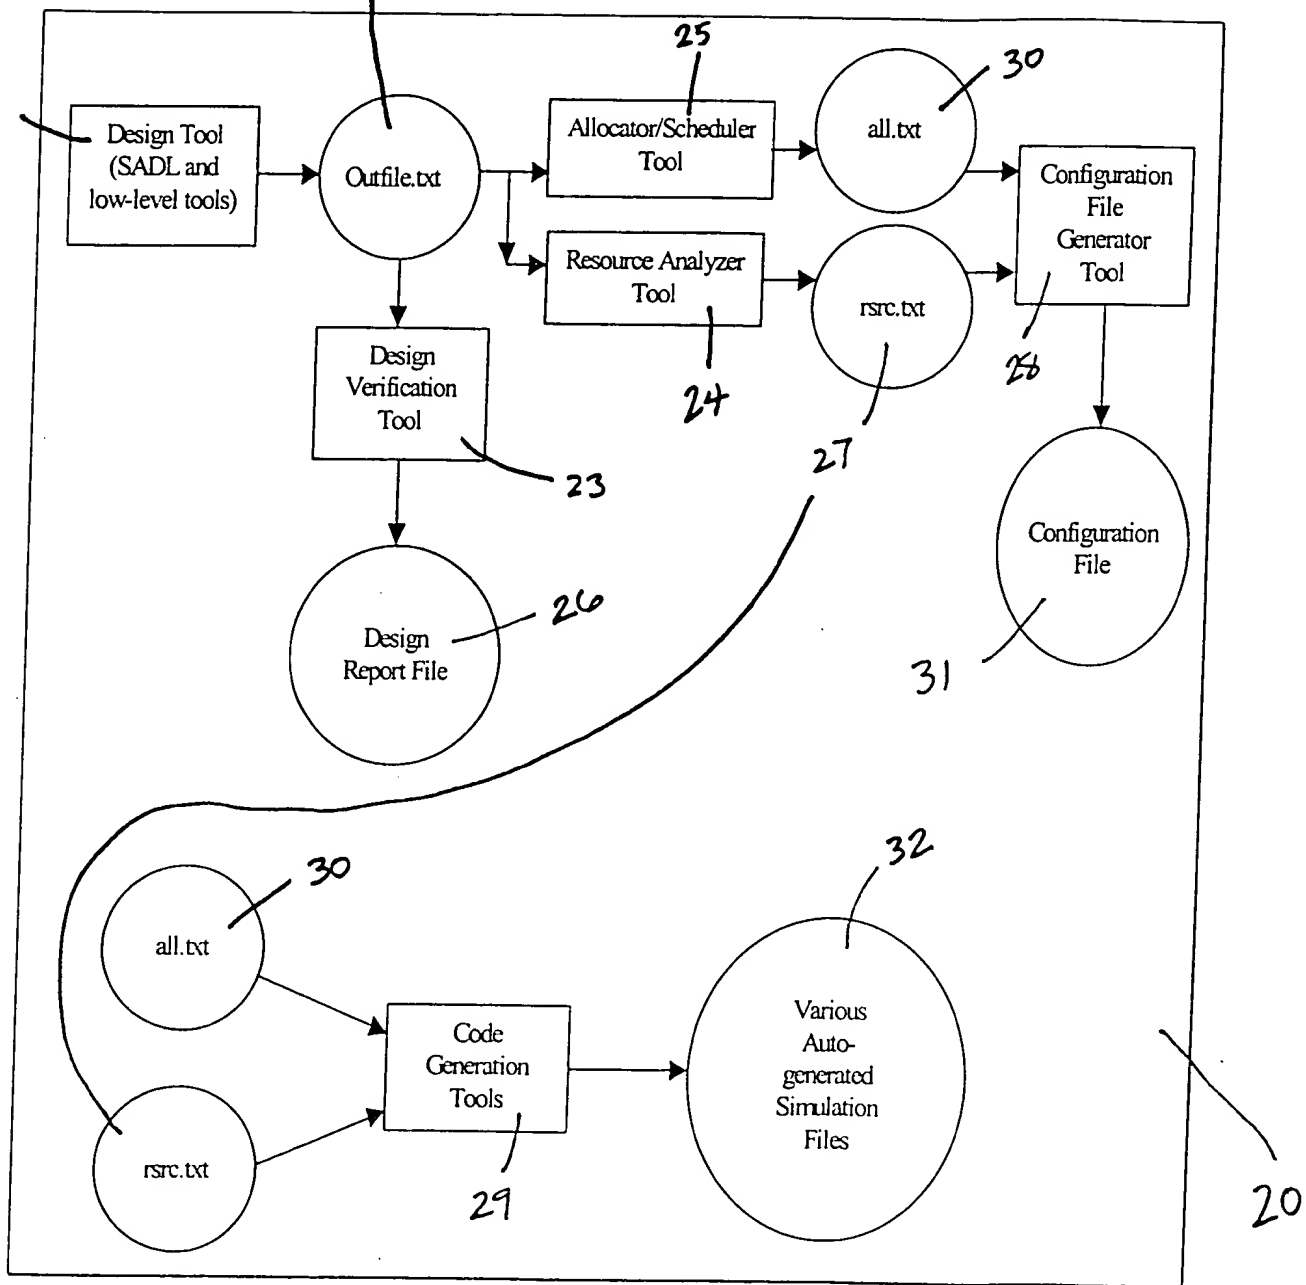 25
30
Design Tool
(SADL and
low-level tools)
Outfile.txt
Allocator/Scheduler
Tool
all.txt
Configuration
File
Generator
Tool
28
Resource Analyzer
Tool
24
rsrc.txt
27
Design
Verification
Tool
23
Configuration
File
31
Design
Report File
26
all.txt
30
32
Code
Generation
Tools
29
Various
Auto-
generated
Simulation
Files
rsrc.txt
20